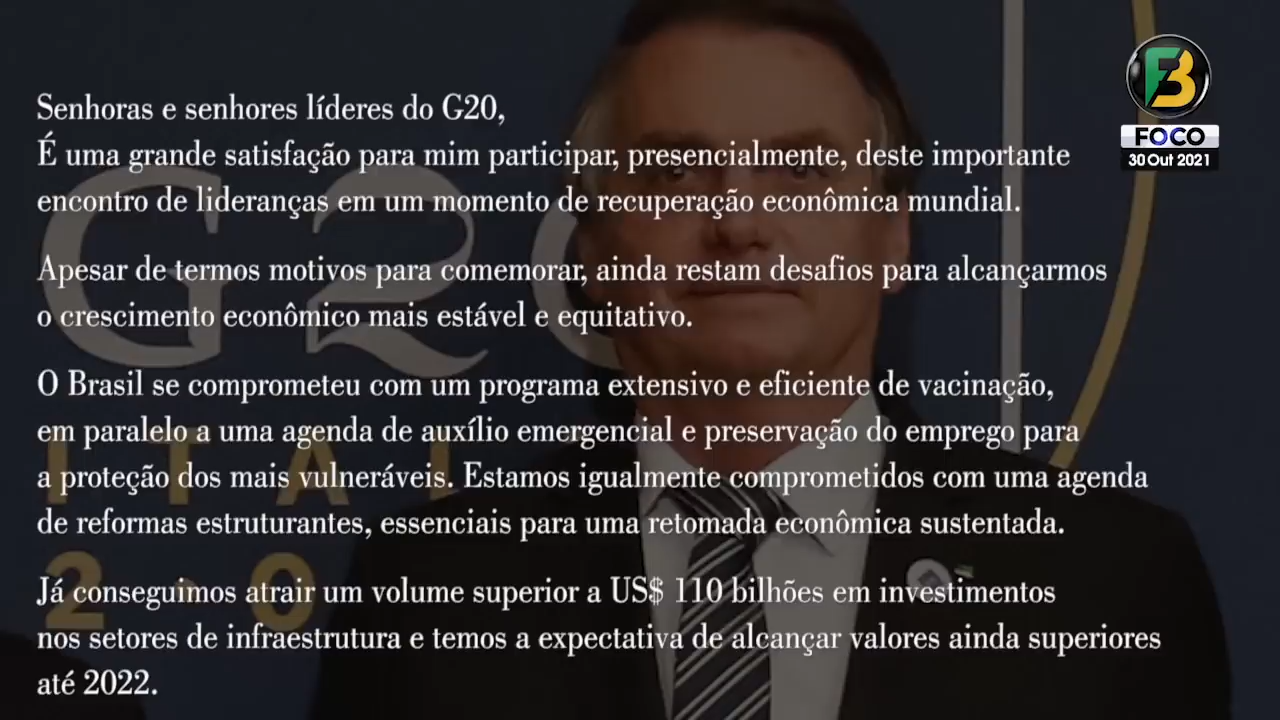 Senhoras e senhores líderes do G20,
É uma grande satisfação para mim participar, presencialmente, deste importante
encontro de lideranças em um momento de recuperação econômica mundial.
Apesar de termos motivos para comemorar, ainda restam desafios para alcançarmos
o crescimento econômico mais estável e equitativo.
O Brasil se comprometeu com um programa extensivo e eficiente de vacinação,
em paralelo a uma agenda de auxílio emergencial e preservação do emprego para
a proteção dos mais vulneráveis. Estamos igualmente comprometidos com uma agenda
de reformas estruturantes, essenciais para uma retomada econômica sustentada.
Já conseguimos atrair um volume superior a US$ 110 bilhões em investimentos
nos setores de infraestrutura e temos a expectativa de alcançar valores ainda superiores
até 2022.
FB
FOCO
30 Out 2021
G20
ITAL
2 0